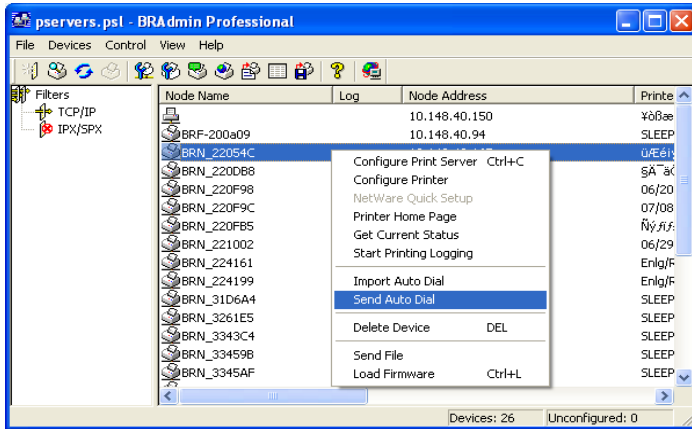 pservers.psl - BRAdmin Professional
File Devices Control View Help
Filters
TCP/IP
IPX/SPX
Node Name Log Node Address Printe
10.148.40.150
BRF-200a09 10.148.40.94 SLEEP
BRN_22054C
BRN_220DB8
BRN_220F98 06/20
BRN_220F9C 07/08
BRN_220FB5
BRN_221002 06/29
BRN_224161 Enlg/R
BRN_224199 Enlg/R
BRN_31D6A4 SLEEP
BRN_3261E5 SLEEP
BRN_3343C4 SLEEP
BRN_33459B SLEEP
BRN_3345AF SLEEP
Configure Print Server Ctrl+C
Configure Printer
NetWare Quick Setup
Printer Home Page
Get Current Status
Start Printing Logging
Import Auto Dial
Send Auto Dial
Delete Device DEL
Send File
Load Firmware Ctrl+L
Devices: 26 Unconfigured: 0